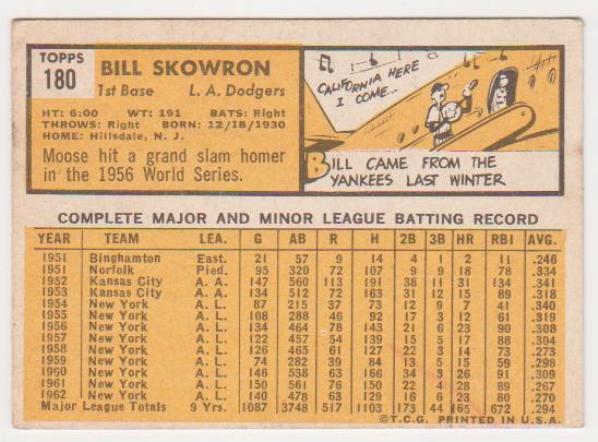 TOPPS
180
BILL SKOWRON
1st Base L. A. Dodgers
HT: 6:00 WT: 191 BATS: Right
THROWS: Right BORN: 12/18/1930
HOME: Hillsdale, N. J.
Moose hit a grand slam homer
in the 1956 World Series.
CALIFORNIA HERE
I COME...
BILL CAME FROM THE
YANKEES LAST WINTER
COMPLETE MAJOR AND MINOR LEAGUE BATTING RECORD
YEAR TEAM LEA. G AB R H 2B 3B HR RBI AVG.
1951 Binghamton East. 21 57 9 14 4 1 2 11 .246
1951 Norfolk Pied. 95 320 72 107 9 9 18 78 .334
1952 Kansas City A. A. 147 560 113 191 38 11 31 134 .341
1953 Kansas City A. A. 134 512 72 163 31 12 15 89 .318
1954 New York A. L. 87 215 37 73 12 9 7 41 .340
1955 New York A. L. 108 288 46 92 17 3 12 61 .319
1956 New York A. L. 134 464 78 143 21 6 23 90 .308
1957 New York A. L. 122 457 54 139 15 5 17 88 .304
1958 New York A. L. 126 465 61 127 22 3 14 73 .273
1959 New York A. L. 74 282 39 84 13 5 15 59 .298
1960 New York A. L. 146 538 63 166 34 3 26 91 .309
1961 New York A. L. 150 561 76 150 22 4 28 89 .267
1962 New York A. L. 140 478 63 129 16 6 23 80 .270
Major League Totals 9 Yrs. 1087 3748 517 1103 173 44 165 672 .294
© T.C.G. PRINTED IN U.S.A.